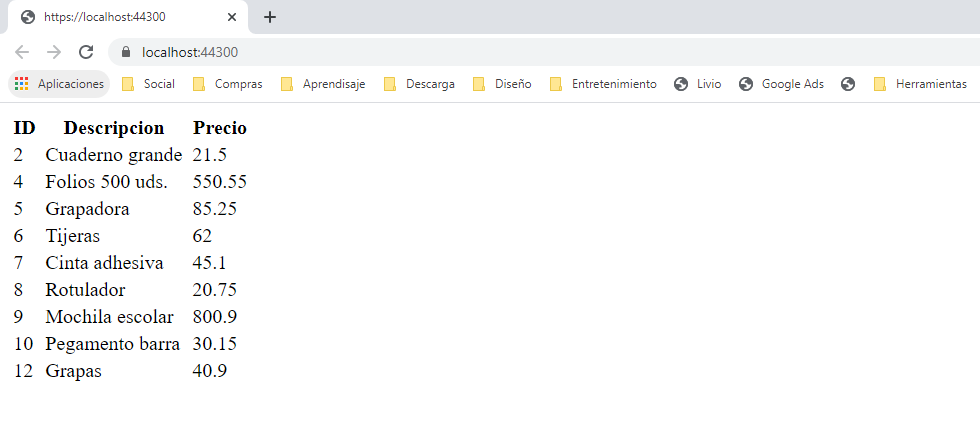 https://localhost:44300
localhost:44300
Aplicaciones Social Compras Aprendisaje Descarga Diseño Entretenimiento Livio Google Ads Herramientas
ID Descripcion Precio
2 Cuaderno grande 21.5
4 Folios 500 uds. 550.55
5 Grapadora 85.25
6 Tijeras 62
7 Cinta adhesiva 45.1
8 Rotulador 20.75
9 Mochila escolar 800.9
10 Pegamento barra 30.15
12 Grapas 40.9